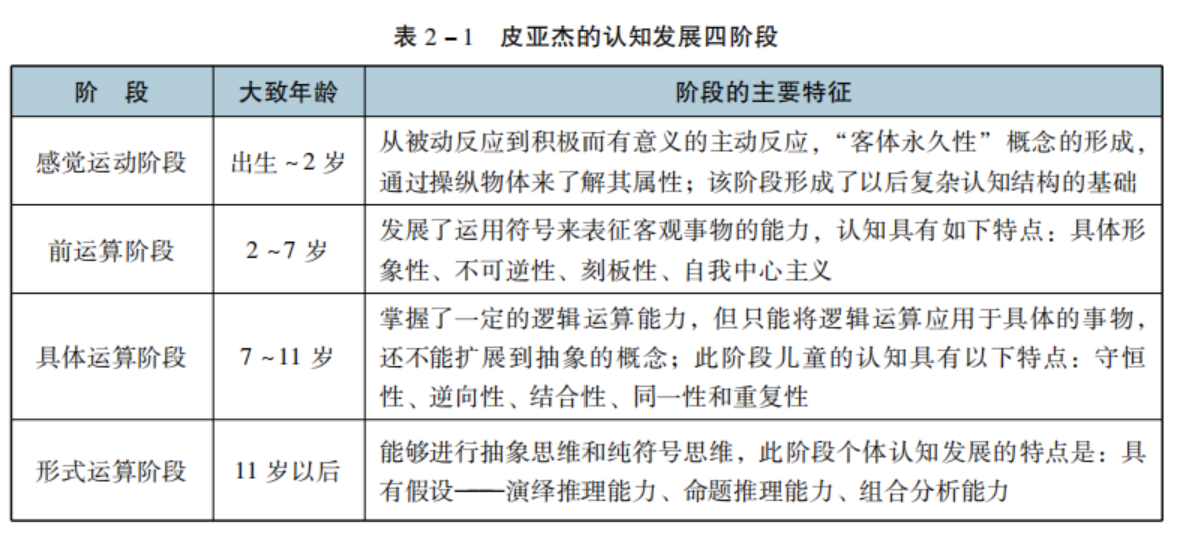 表 2-1 皮亚杰的认知发展四阶段
阶 段 大致年龄 阶段的主要特征
感觉运动阶段 出生~2 岁 从被动反应到积极而有意义的主动反应，“客体永久性”概念的形成，
通过操纵物体来了解其属性；该阶段形成了以后复杂认知结构的基础
前运算阶段 2~7 岁 发展了运用符号来表征客观事物的能力，认知具有如下特点：具体形
象性、不可逆性、刻板性、自我中心主义
具体运算阶段 7~11 岁 掌握了一定的逻辑运算能力，但只能将逻辑运算应用于具体的事物，
还不能扩展到抽象的概念；此阶段儿童的认知具有以下特点：守恒
性、逆向性、结合性、同一性和重复性
形式运算阶段 11 岁以后 能够进行抽象思维和纯符号思维，此阶段个体认知发展的特点是：具
有假设——演绎推理能力、命题推理能力、组合分析能力